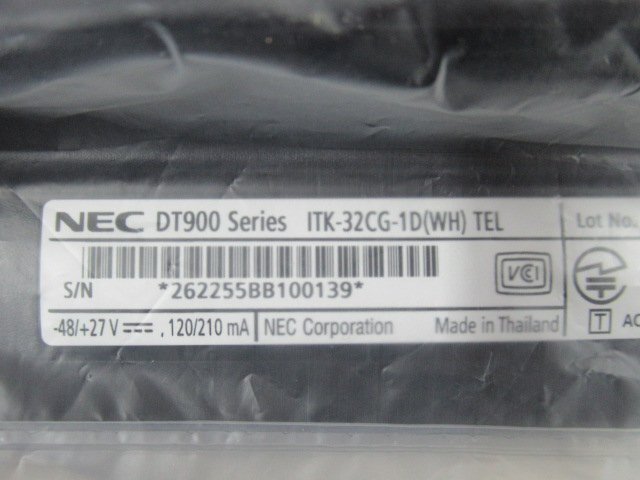 NEC DT900 Series ITK-32CG-1D(WH) TEL
Lot No.
S/N *262255BB100139*
VCI
-48/+27 V ⎓ , 120/210 mA NEC Corporation Made in Thailand
T